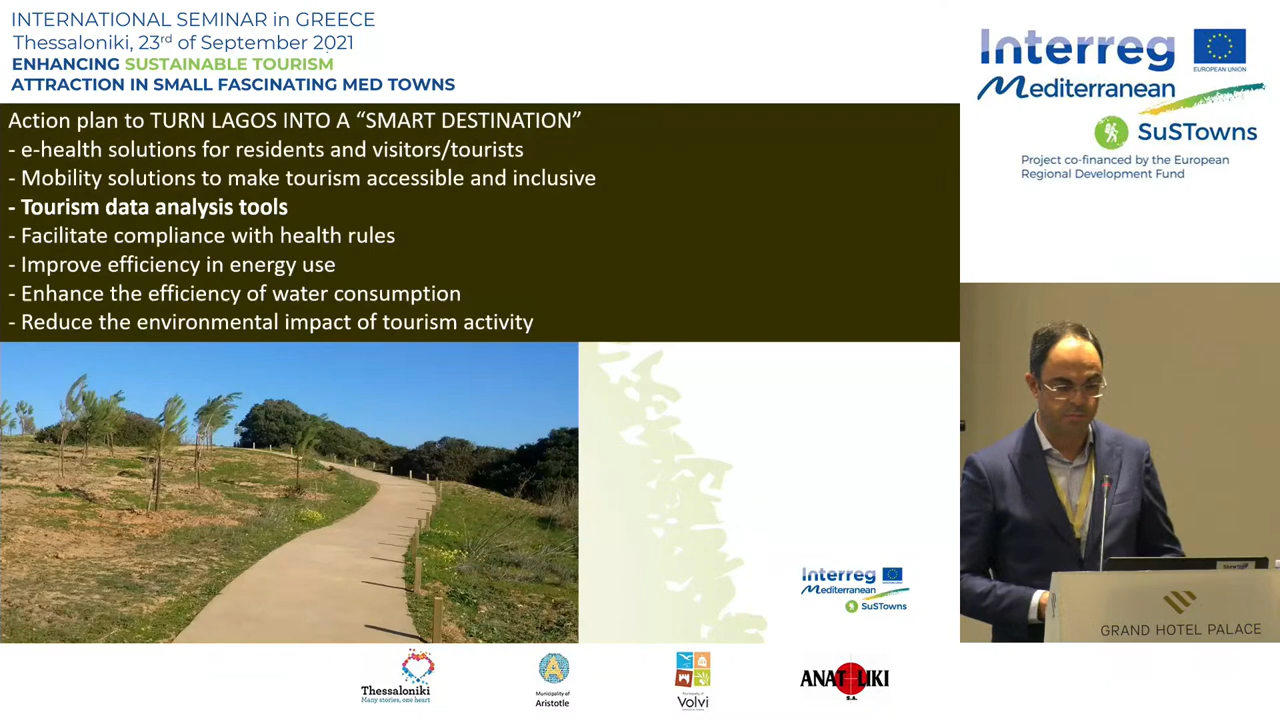 INTERNATIONAL SEMINAR in GREECE
Thessaloniki, 23rd of September 2021
ENHANCING SUSTAINABLE TOURISM
ATTRACTION IN SMALL FASCINATING MED TOWNS
Interreg
EUROPEAN UNION
Mediterranean
SuSTowns
Project co-financed by the European
Regional Development Fund
Action plan to TURN LAGOS INTO A “SMART DESTINATION”
- e-health solutions for residents and visitors/tourists
- Mobility solutions to make tourism accessible and inclusive
- Tourism data analysis tools
- Facilitate compliance with health rules
- Improve efficiency in energy use
- Enhance the efficiency of water consumption
- Reduce the environmental impact of tourism activity
Interreg
Mediterranean
SuSTowns
GRAND HOTEL PALACE
Thessaloniki
Many stories, one heart
Municipality of
Aristotle
Municipality of
Volvi
ANATOLIKI
S.A.